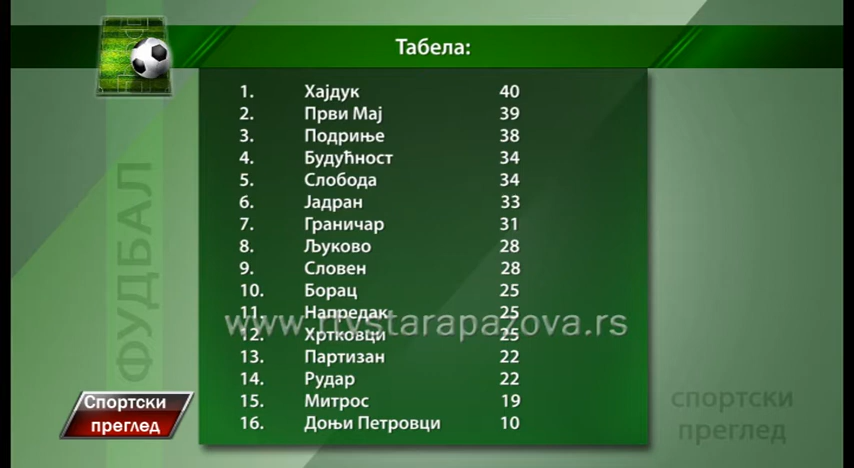 Табела:
1. Хајдук 40
2. Први Мај 39
3. Подриње 38
4. Будућност 34
5. Слобода 34
6. Јадран 33
7. Граничар 31
8. Љуково 28
9. Словен 28
10. Борац 25
11. Напредак 25
www.rtvstarapazova.rs
12. Хртковци 25
13. Партизан 22
14. Рудар 22
15. Митрос 19
16. Доњи Петровци 10
ФУДБАЛ
Спортски
преглед
спортски
преглед